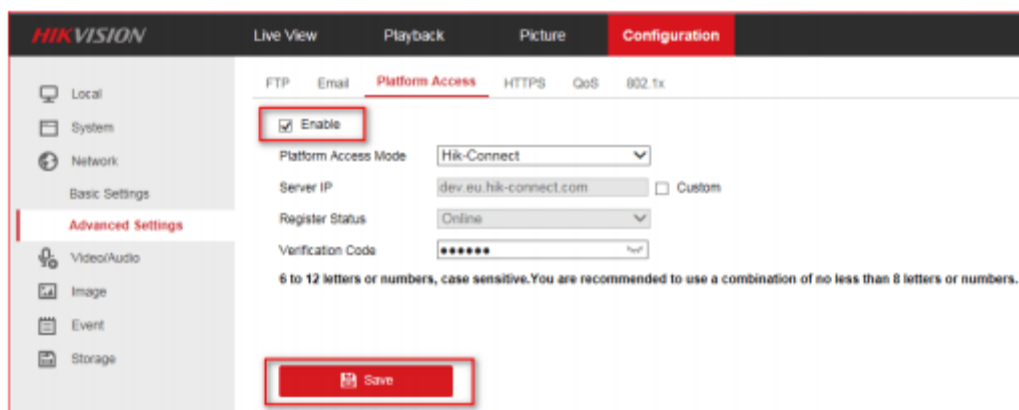 HIKVISION Live View Playback Picture Configuration
FTP Email Platform Access HTTPS QoS 802.1x
Local
System
Network
Basic Settings
Advanced Settings
Video/Audio
Image
Event
Storage
Enable
Platform Access Mode Hik-Connect
Server IP dev.eu.hik-connect.com Custom
Register Status Online
Verification Code ●●●●●●
6 to 12 letters or numbers, case sensitive.You are recommended to use a combination of no less than 8 letters or numbers.
Save